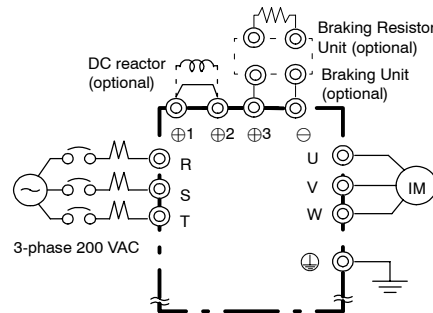 Braking Resistor
Unit (optional)
DC reactor
(optional)
Braking Unit
(optional)
⊕1 ⊕2 ⊕3 ⊖
R
S
T
U
V
W
IM
3-phase 200 VAC